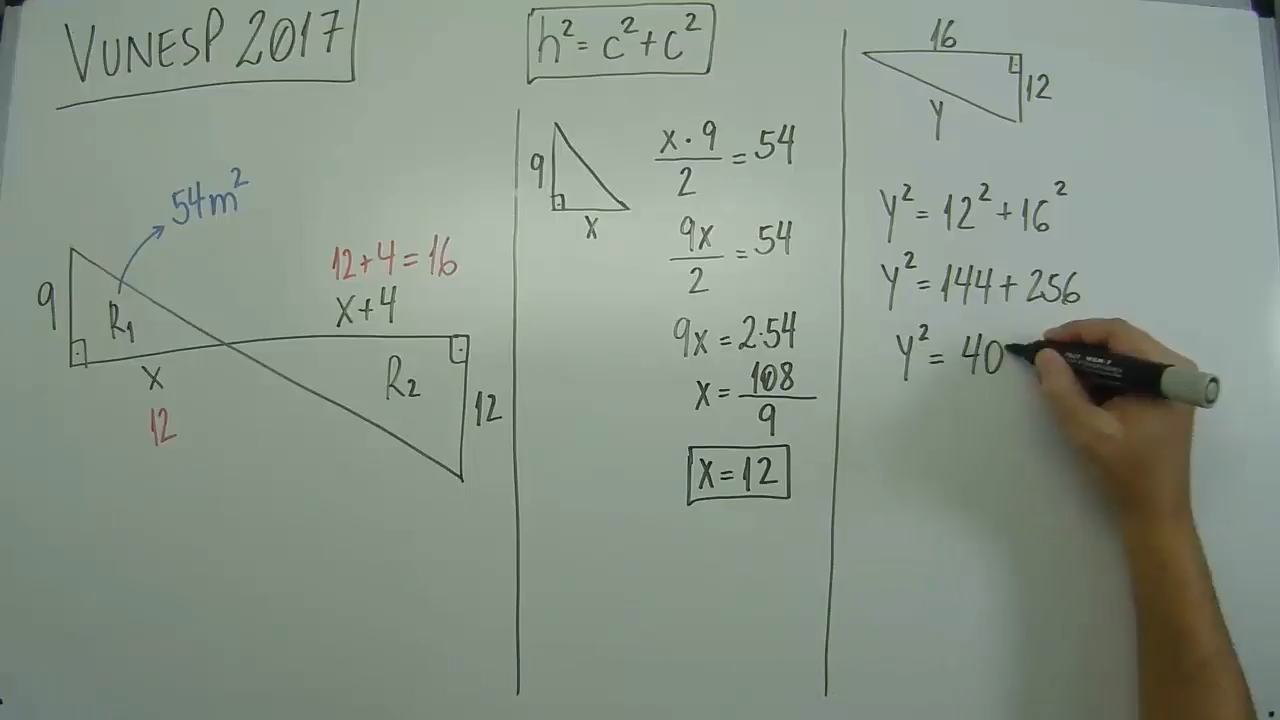 VUNESP 2017
54m²
9
R₁
x
12
12+4=16
x+4
R₂
12
h²=c²+c²
9
x
x·9/2=54
9x/2=54
9x=2·54
x=108/9
x=12
16
12
y
y²=12²+16²
y²=144+256
y²=40